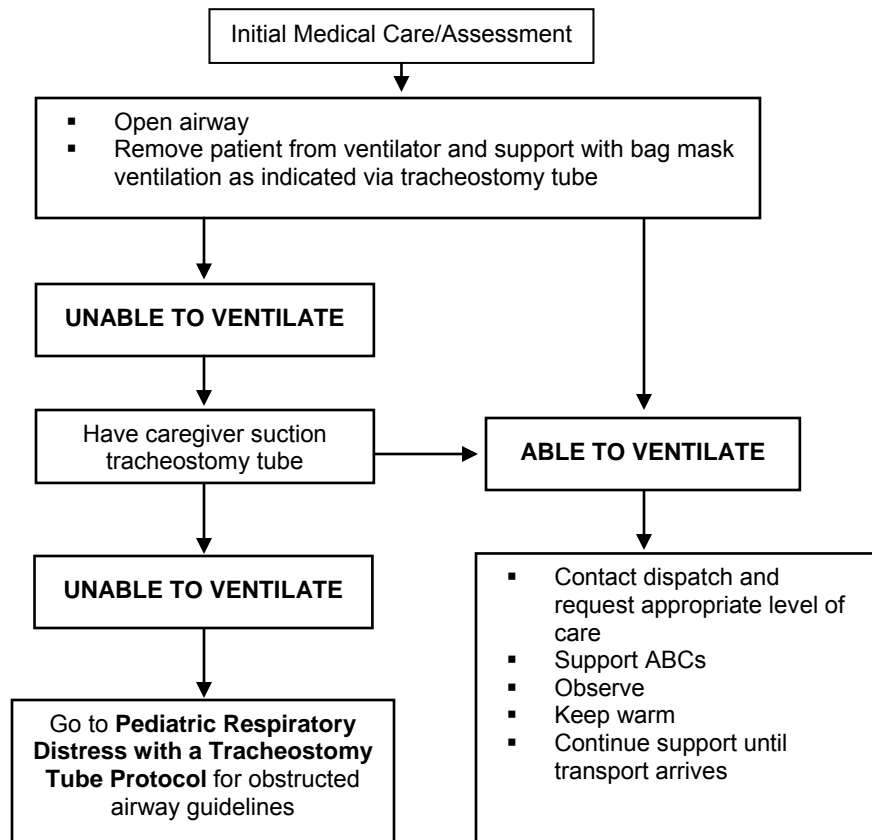 Initial Medical Care/Assessment
▪ Open airway
▪ Remove patient from ventilator and support with bag mask
ventilation as indicated via tracheostomy tube
UNABLE TO VENTILATE
Have caregiver suction
tracheostomy tube
ABLE TO VENTILATE
UNABLE TO VENTILATE
▪ Contact dispatch and
request appropriate level of
care
▪ Support ABCs
▪ Observe
▪ Keep warm
▪ Continue support until
transport arrives
Go to Pediatric Respiratory
Distress with a Tracheostomy
Tube Protocol for obstructed
airway guidelines